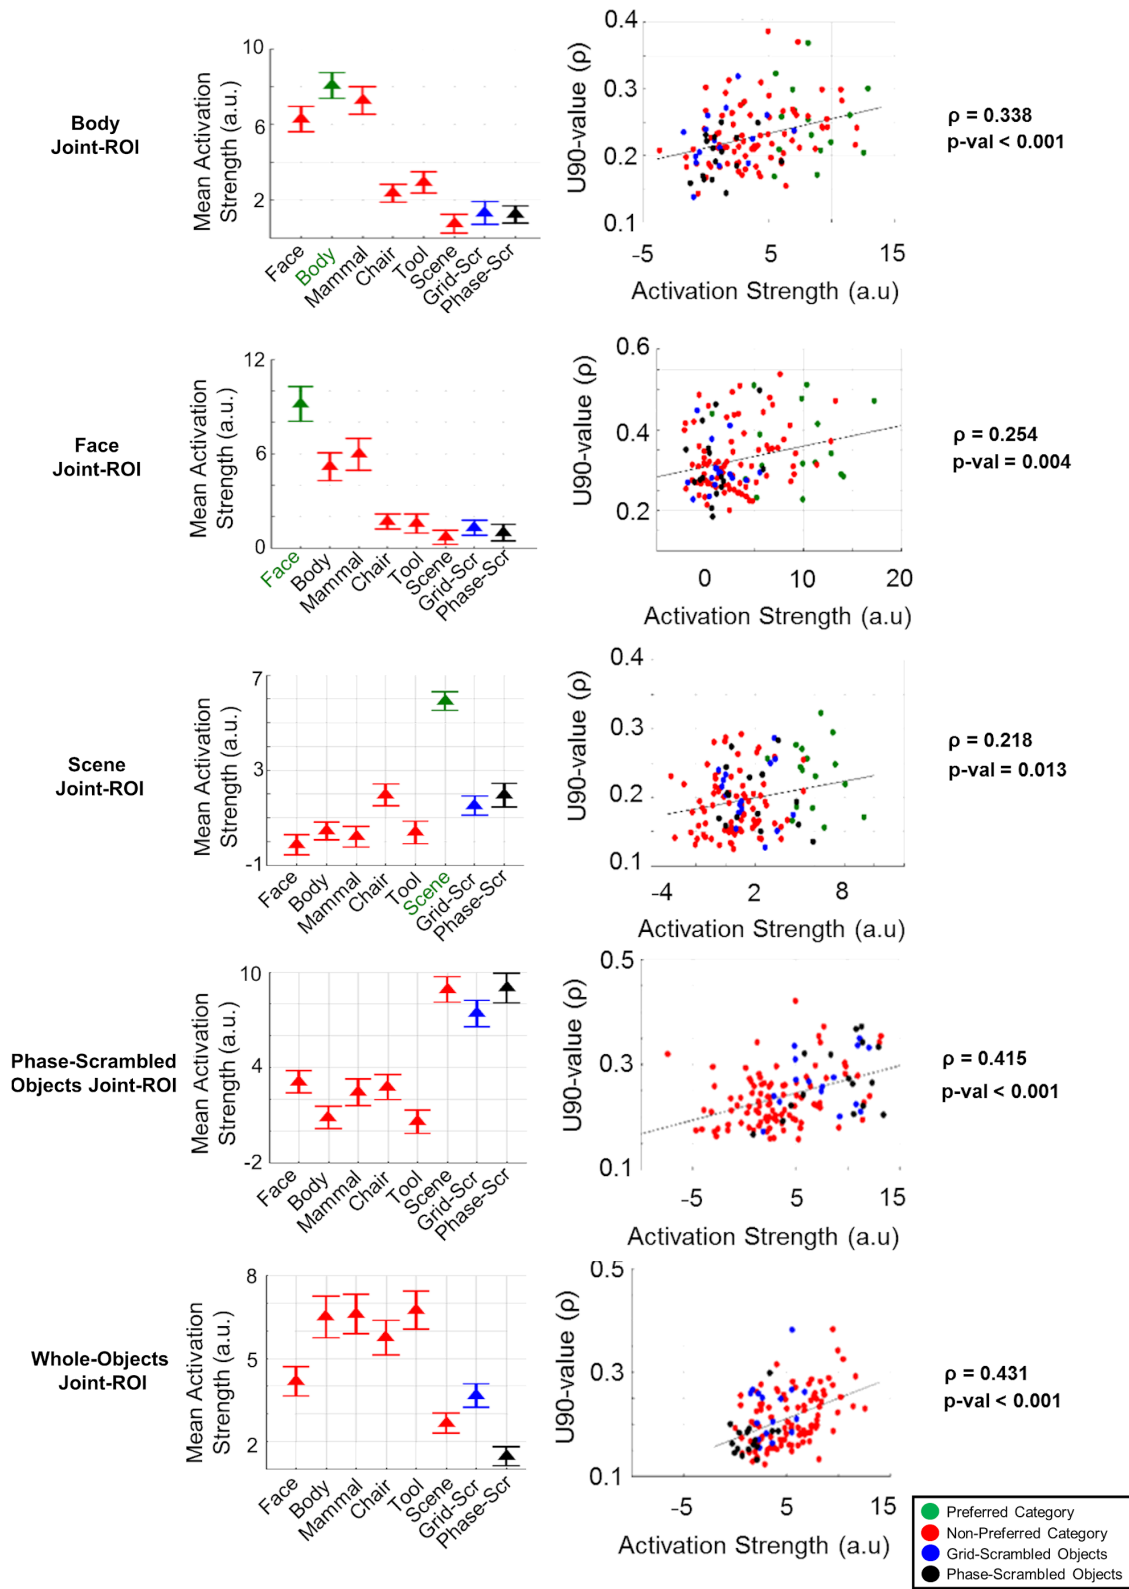 Body
Joint-ROI
Mean Activation
Strength (a.u.)
10
6
2
Face
Body
Mammal
Chair
Tool
Scene
Grid-Scr
Phase-Scr
U90-value (ρ)
0.4
0.3
0.2
0.1
-5
5
15
Activation Strength (a.u)
ρ = 0.338
p-val < 0.001
Face
Joint-ROI
Mean Activation
Strength (a.u.)
12
6
0
Face
Body
Mammal
Chair
Tool
Scene
Grid-Scr
Phase-Scr
U90-value (ρ)
0.6
0.4
0.2
0
10
20
Activation Strength (a.u)
ρ = 0.254
p-val = 0.004
Scene
Joint-ROI
Mean Activation
Strength (a.u.)
7
3
-1
Face
Body
Mammal
Chair
Tool
Scene
Grid-Scr
Phase-Scr
U90-value (ρ)
0.4
0.3
0.2
0.1
-4
2
8
Activation Strength (a.u)
ρ = 0.218
p-val = 0.013
Phase-Scrambled
Objects Joint-ROI
Mean Activation
Strength (a.u.)
10
4
-2
Face
Body
Mammal
Chair
Tool
Scene
Grid-Scr
Phase-Scr
U90-value (ρ)
0.5
0.3
0.1
-5
5
15
Activation Strength (a.u)
ρ = 0.415
p-val < 0.001
Whole-Objects
Joint-ROI
Mean Activation
Strength (a.u.)
8
5
2
Face
Body
Mammal
Chair
Tool
Scene
Grid-Scr
Phase-Scr
U90-value (ρ)
0.5
0.3
0.1
-5
5
15
Activation Strength (a.u)
ρ = 0.431
p-val < 0.001
Preferred Category
Non-Preferred Category
Grid-Scrambled Objects
Phase-Scrambled Objects